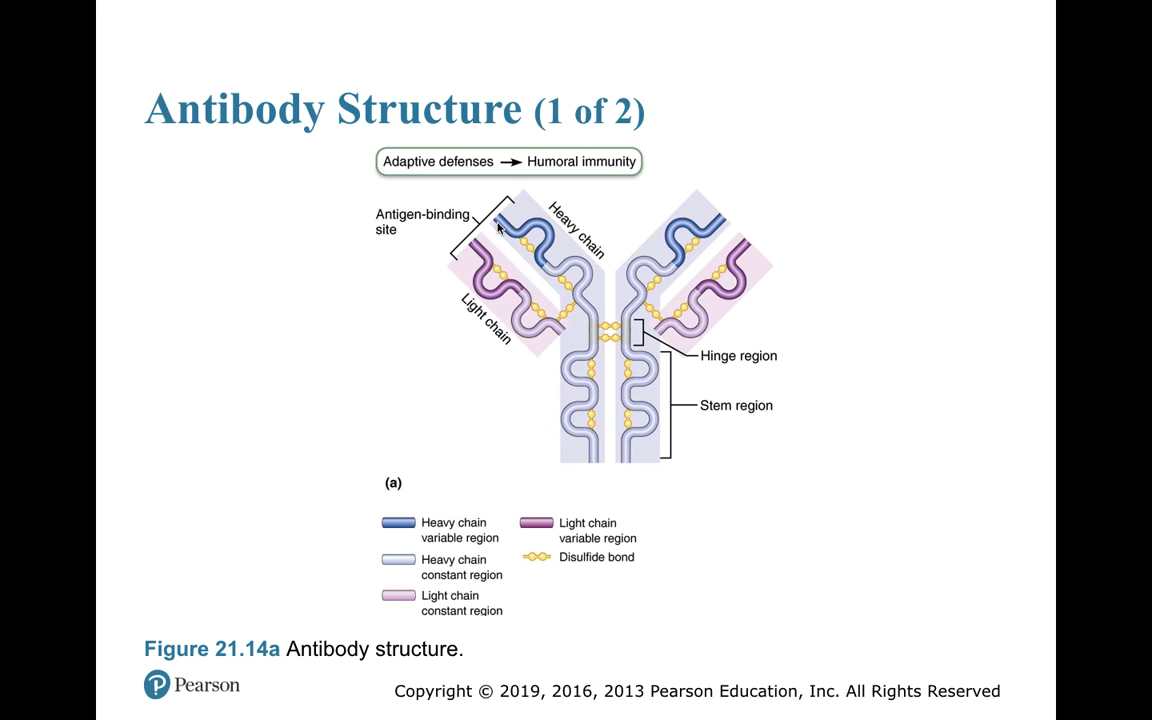 Antibody Structure (1 of 2)
Adaptive defenses → Humoral immunity
Antigen-binding
site
Heavy chain
Light chain
Hinge region
Stem region
(a)
Heavy chain
variable region
Heavy chain
constant region
Light chain
constant region
Light chain
variable region
Disulfide bond
Figure 21.14a Antibody structure.
P Pearson
Copyright © 2019, 2016, 2013 Pearson Education, Inc. All Rights Reserved